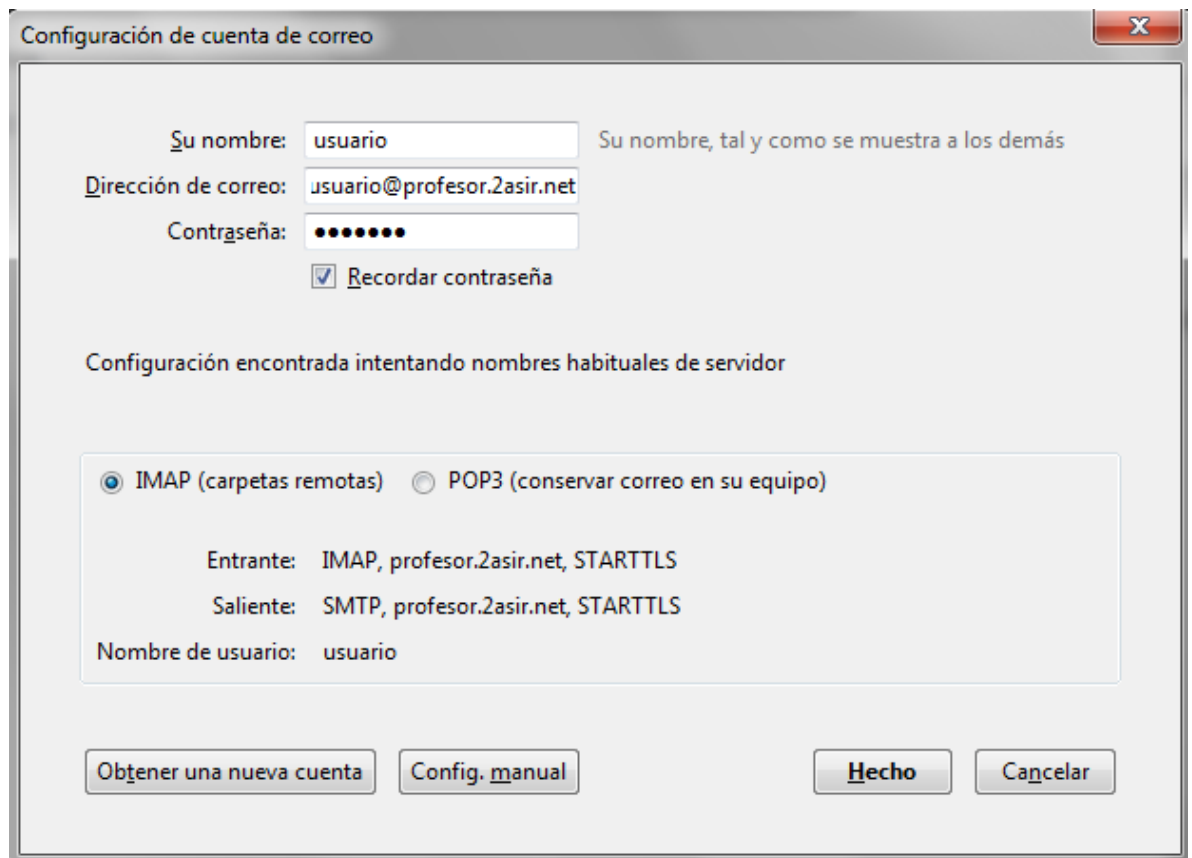 Configuración de cuenta de correo
X
Su nombre: usuario Su nombre, tal y como se muestra a los demás
Dirección de correo: usuario@profesor.2asir.net
Contraseña: •••••••
Recordar contraseña
Configuración encontrada intentando nombres habituales de servidor
IMAP (carpetas remotas) POP3 (conservar correo en su equipo)
Entrante: IMAP, profesor.2asir.net, STARTTLS
Saliente: SMTP, profesor.2asir.net, STARTTLS
Nombre de usuario: usuario
Obtener una nueva cuenta Config. manual Hecho Cancelar